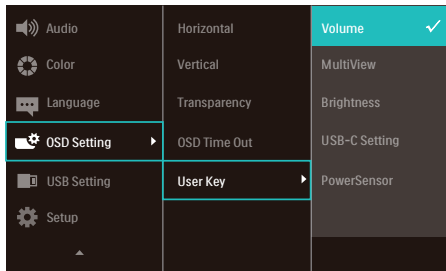 Audio
Color
Language
OSD Setting
USB Setting
Setup
Horizontal
Vertical
Transparency
OSD Time Out
User Key
Volume
MultiView
Brightness
USB-C Setting
PowerSensor